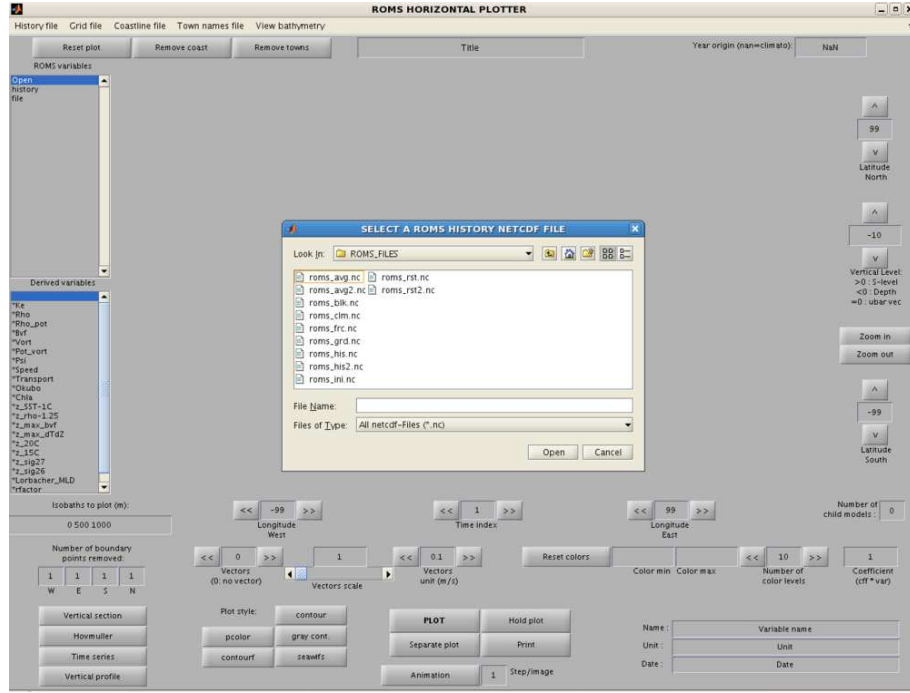 ROMS HORIZONTAL PLOTTER
History file Grid file Coastline file Town names file View bathymetry
Reset plot Remove coast Remove towns Title Year origin (nan=climato): NaN
ROMS variables
Open
history
file
^
99
v
Latitude
North
^
-10
v
Vertical Level:
>0 : S-level
<0 : Depth
=0 : ubar vec
Zoom in
Zoom out
^
-99
v
Latitude
South
SELECT A ROMS HISTORY NETCDF FILE
Look In: ROMS_FILES
roms_avg.nc roms_rst.nc
roms_avg2.nc roms_rst2.nc
roms_blk.nc
roms_clm.nc
roms_frc.nc
roms_grd.nc
roms_his.nc
roms_his2.nc
roms_ini.nc
File Name:
Files of Type: All netcdf-Files (*.nc)
Open Cancel
Derived variables
*Ke
*Rho
*Rho_pot
*Bvf
*Vort
*Pot_vort
*Psi
*Speed
*Transport
*Okubo
*Chla
*z_SST-1C
*z_rho-1.25
*z_max_bvf
*z_max_dTdZ
*z_20C
*z_15C
*z_sig27
*z_sig26
*Lorbacher_MLD
*rfactor
Isobaths to plot (m):
0 500 1000
<< -99 >>
Longitude
West
<< 1 >>
Time index
<< 99 >>
Longitude
East
Number of
child models : 0
Number of boundary
points removed:
1 1 1 1
W E S N
<< 0 >>
Vectors
(0: no vector)
1
Vectors scale
<< 0.1 >>
Vectors
unit (m/s)
Reset colors
Color min Color max
<< 10 >>
Number of
color levels
1
Coefficient
(cff * var)
Vertical section
Hovmuller
Time series
Vertical profile
Plot style: contour
pcolor gray cont.
contourf seawifs
PLOT Hold plot
Separate plot Print
Animation 1 Step/Image
Name : Variable name
Unit : Unit
Date : Date